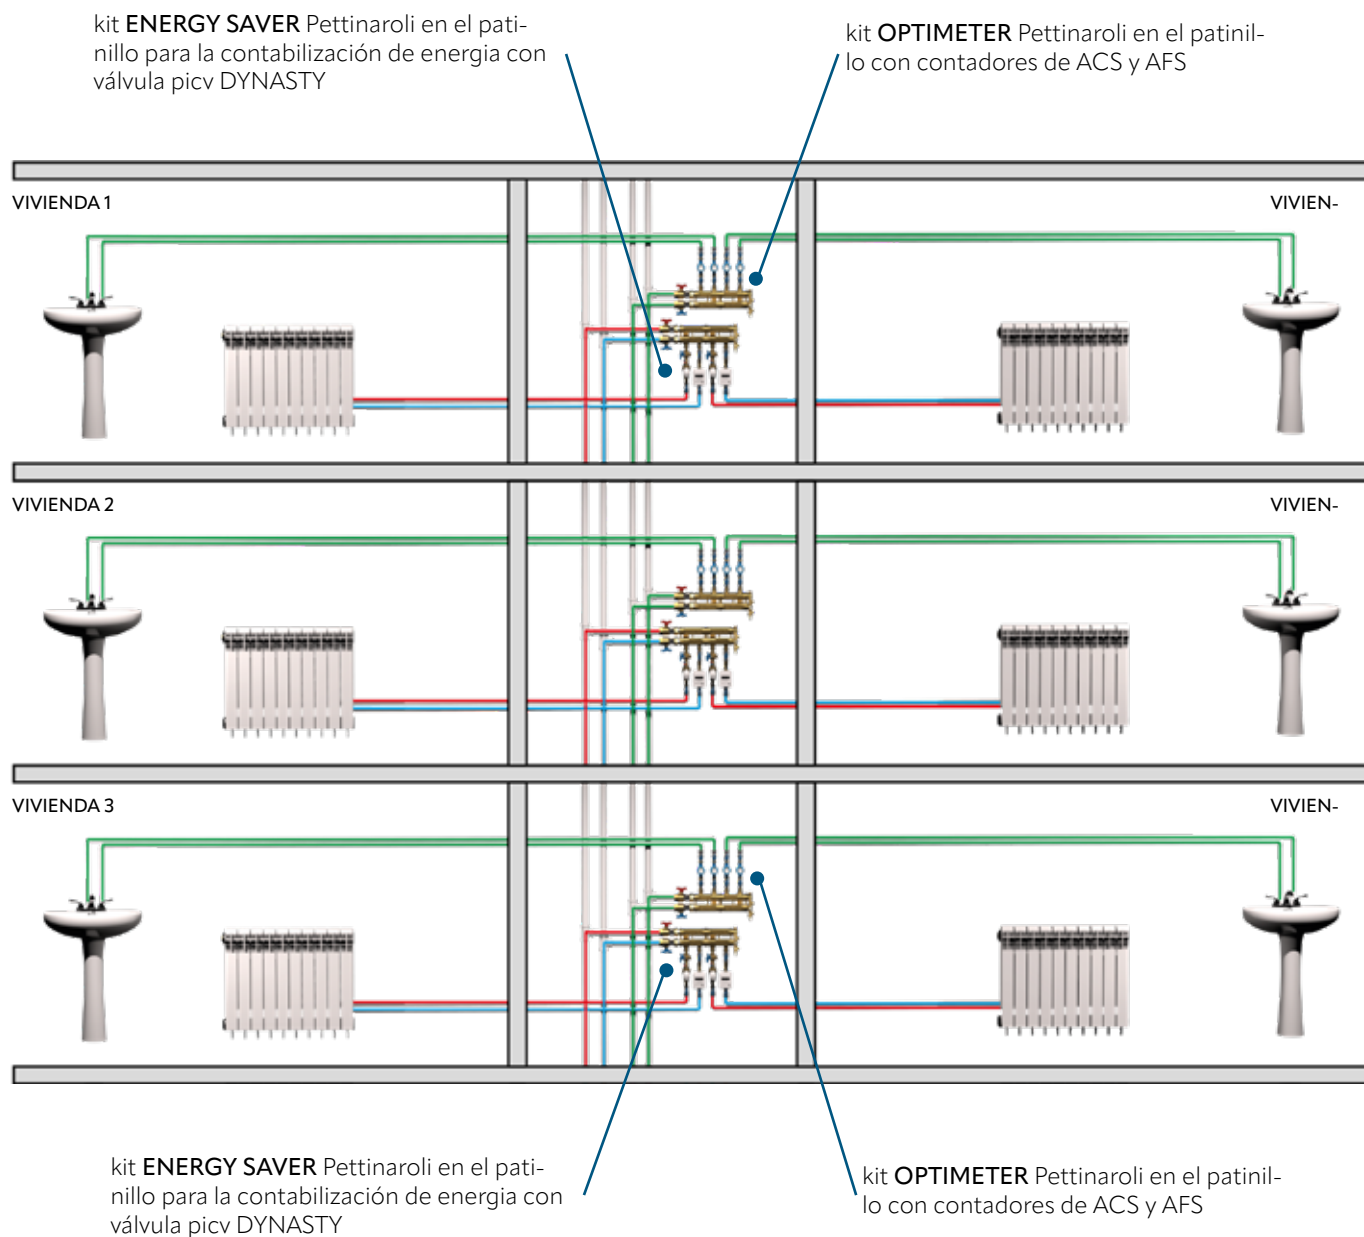 kit ENERGY SAVER Pettinaroli en el pati-
nillo para la contabilización de energia con
válvula picv DYNASTY
kit OPTIMETER Pettinaroli en el patinil-
lo con contadores de ACS y AFS
VIVIENDA 1
VIVIEN-
VIVIENDA 2
VIVIEN-
VIVIENDA 3
VIVIEN-
kit ENERGY SAVER Pettinaroli en el pati-
nillo para la contabilización de energia con
válvula picv DYNASTY
kit OPTIMETER Pettinaroli en el patinil-
lo con contadores de ACS y AFS